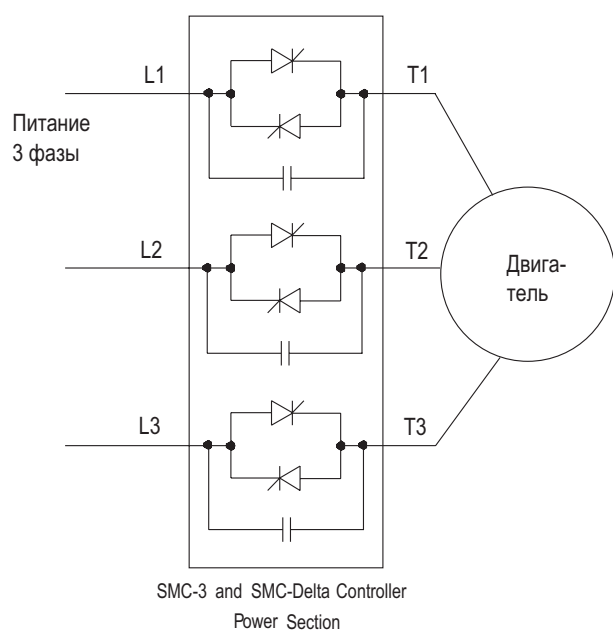 L1
T1
Питание
3 фазы
L2
T2
Двига-
тель
L3
T3
SMC-3 and SMC-Delta Controller
Power Section